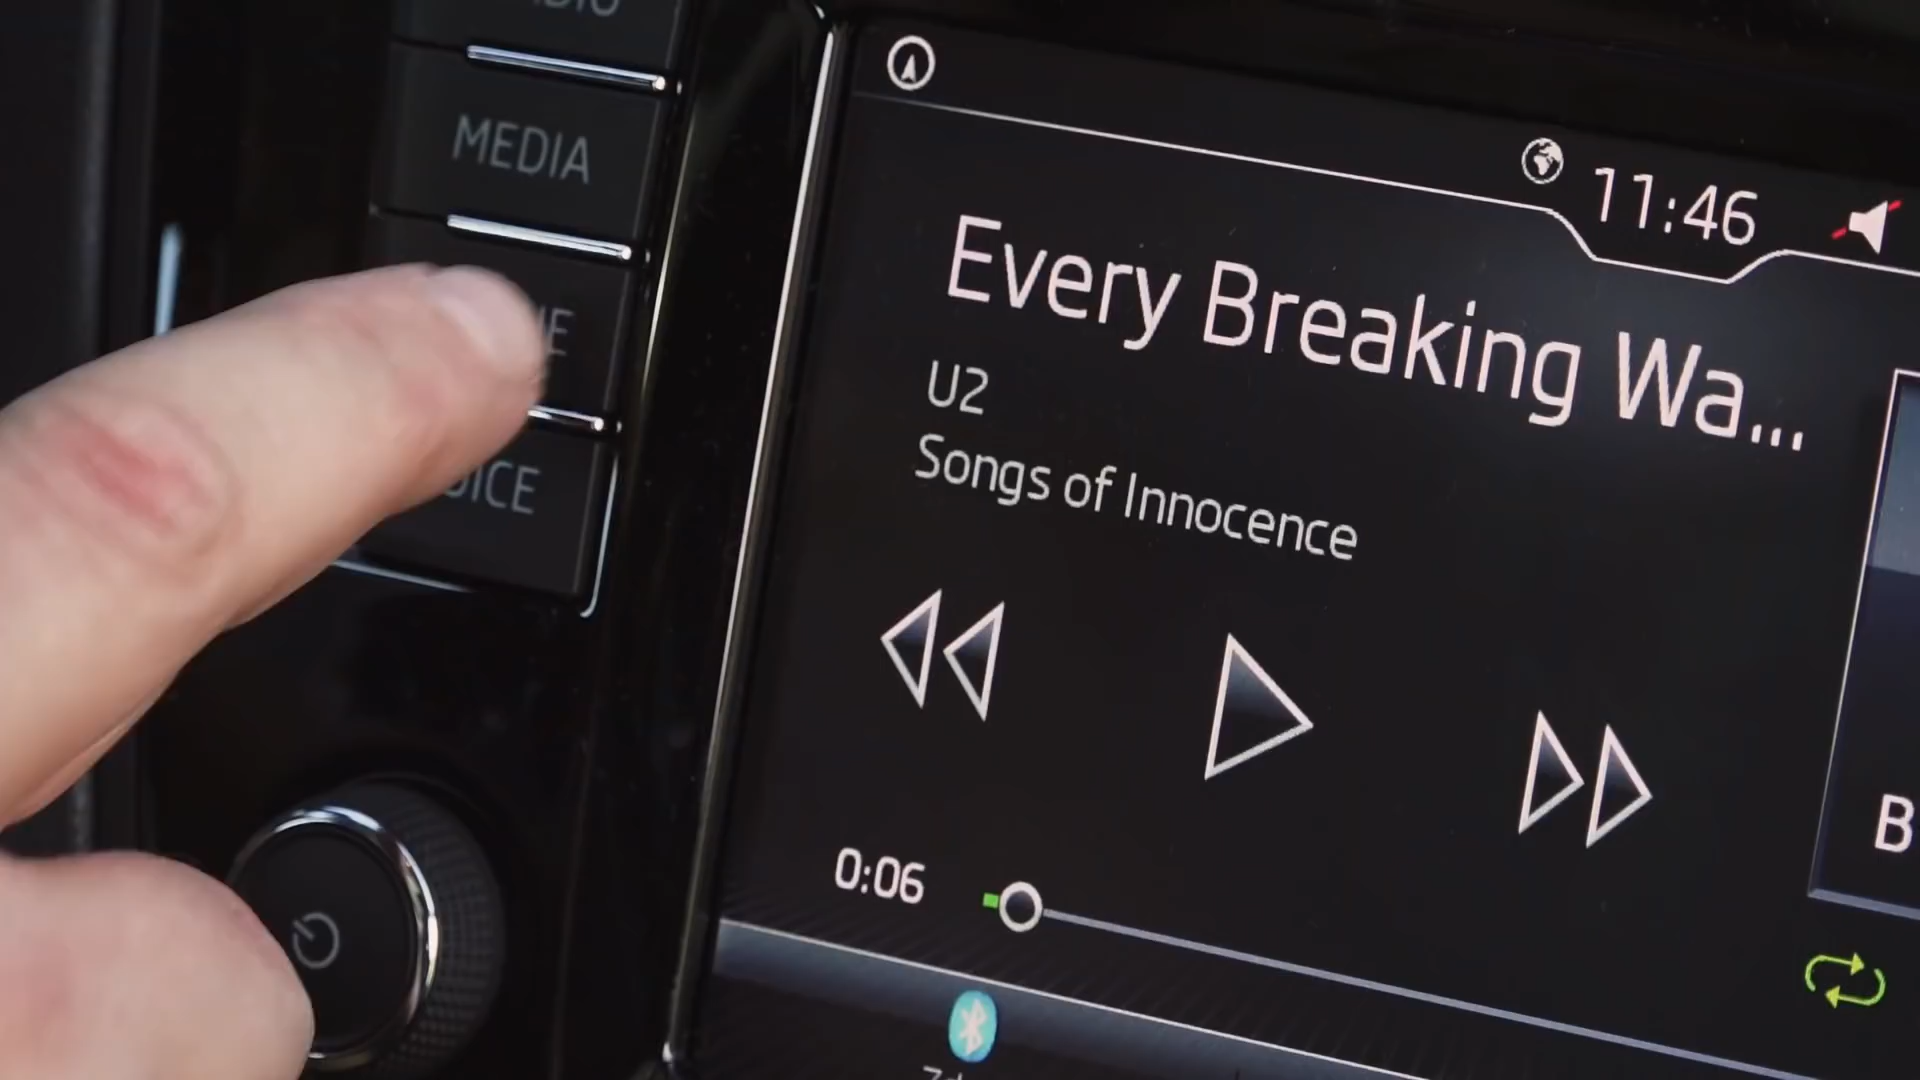 MEDIA
11:46
Every Breaking Wa...
U2
Songs of Innocence
0:06